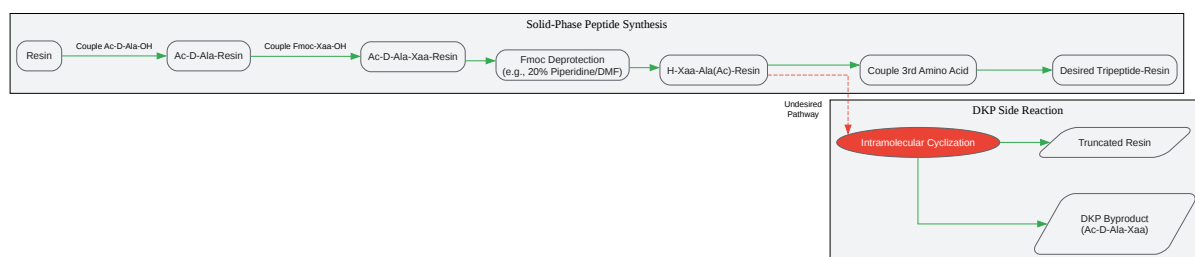 Solid-Phase Peptide Synthesis
Resin
Couple Ac-D-Ala-OH
Ac-D-Ala-Resin
Couple Fmoc-Xaa-OH
Ac-D-Ala-Xaa-Resin
Fmoc Deprotection
(e.g., 20% Piperidine/DMF)
H-Xaa-Ala(Ac)-Resin
Couple 3rd Amino Acid
Desired Tripeptide-Resin
Undesired
Pathway
DKP Side Reaction
Intramolecular Cyclization
Truncated Resin
DKP Byproduct
(Ac-D-Ala-Xaa)